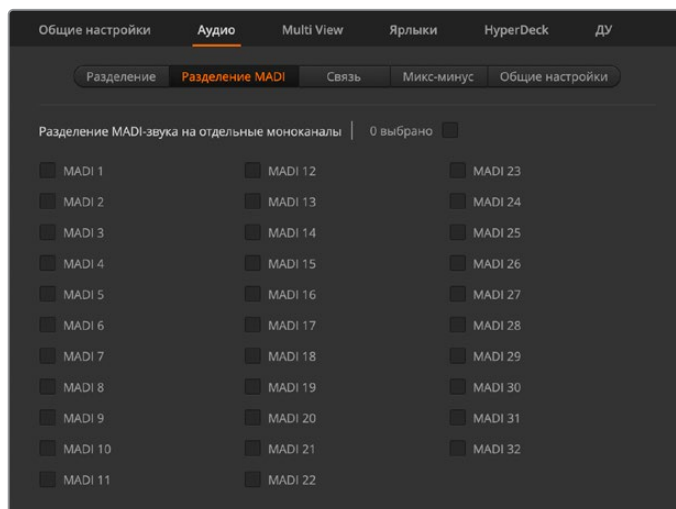 Общие настройки Аудио Multi View Ярлыки HyperDeck ДУ
Разделение Разделение MADI Связь Микс-минус Общие настройки
Разделение MADI-звука на отдельные моноканалы 0 выбрано
MADI 1 MADI 12 MADI 23
MADI 2 MADI 13 MADI 24
MADI 3 MADI 14 MADI 25
MADI 4 MADI 15 MADI 26
MADI 5 MADI 16 MADI 27
MADI 6 MADI 17 MADI 28
MADI 7 MADI 18 MADI 29
MADI 8 MADI 19 MADI 30
MADI 9 MADI 20 MADI 31
MADI 10 MADI 21 MADI 32
MADI 11 MADI 22